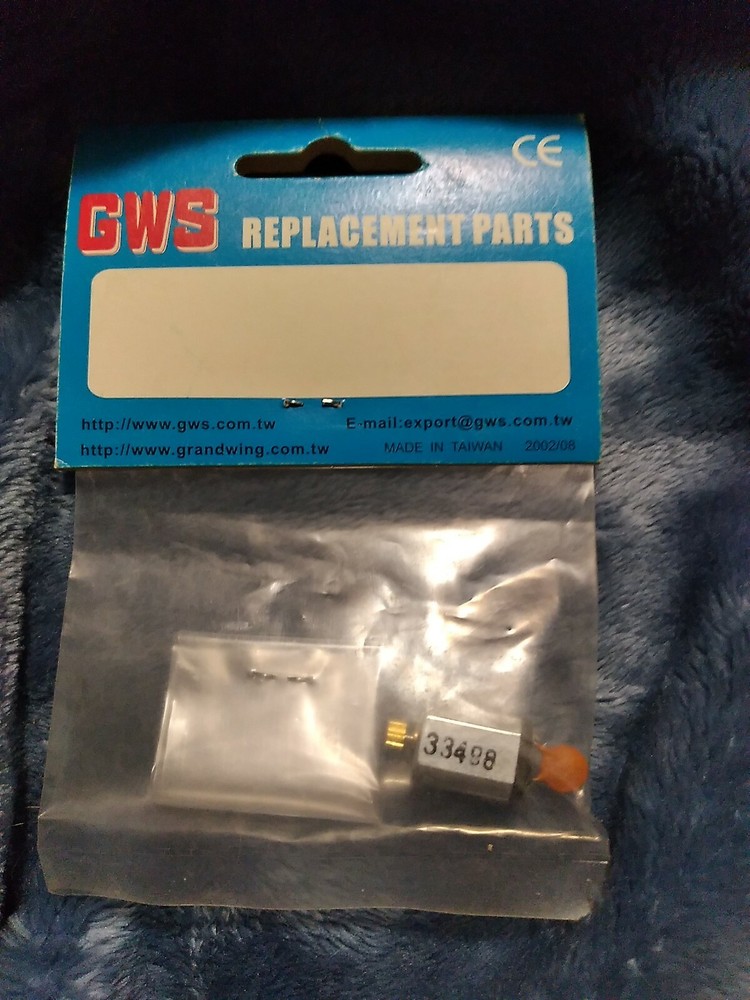 CE
GWS REPLACEMENT PARTS
http://www.gws.com.tw E-mail:export@gws.com.tw
http://www.grandwing.com.tw MADE IN TAIWAN 2002/08
33498